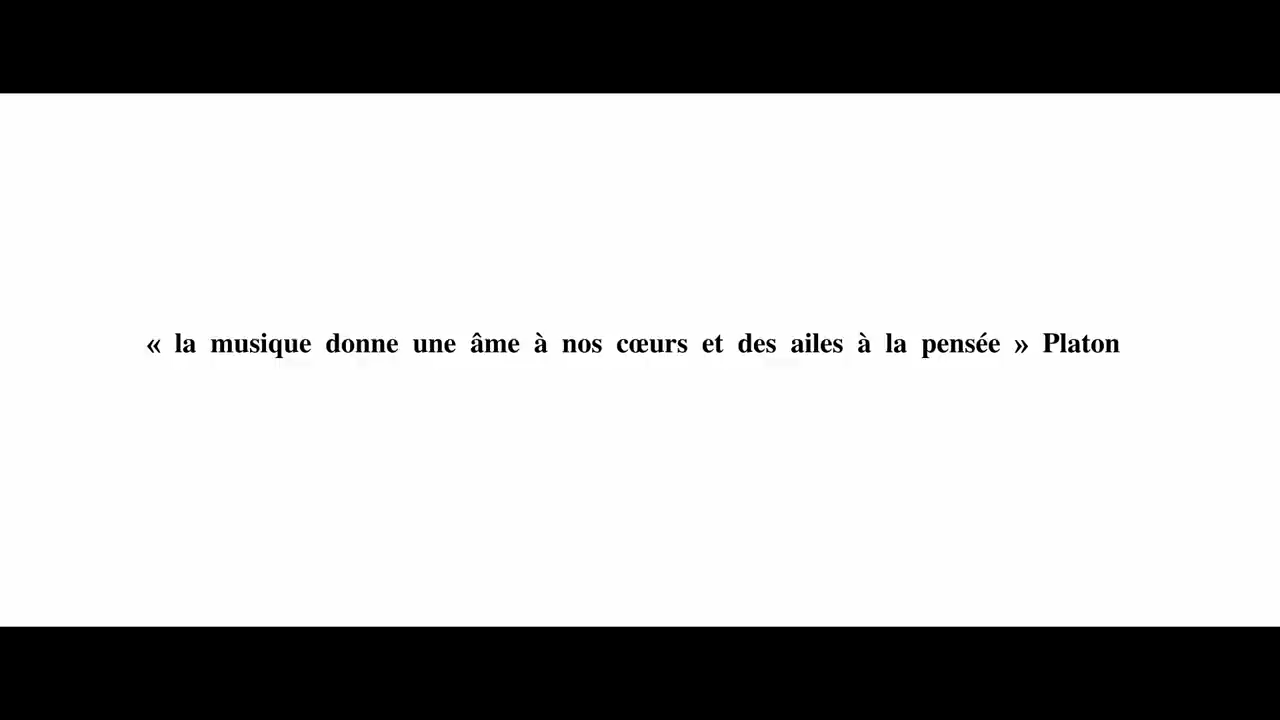 « la musique donne une âme à nos cœurs et des ailes à la pensée » Platon